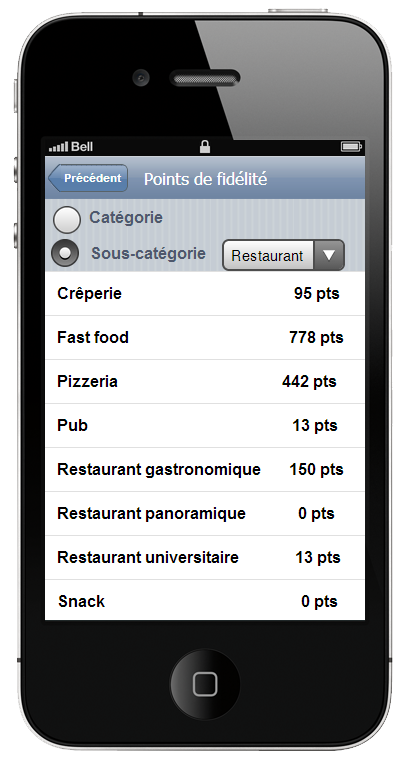 Bell
Précédent Points de fidélité
Catégorie
Sous-catégorie Restaurant
Crêperie 95 pts
Fast food 778 pts
Pizzeria 442 pts
Pub 13 pts
Restaurant gastronomique 150 pts
Restaurant panoramique 0 pts
Restaurant universitaire 13 pts
Snack 0 pts